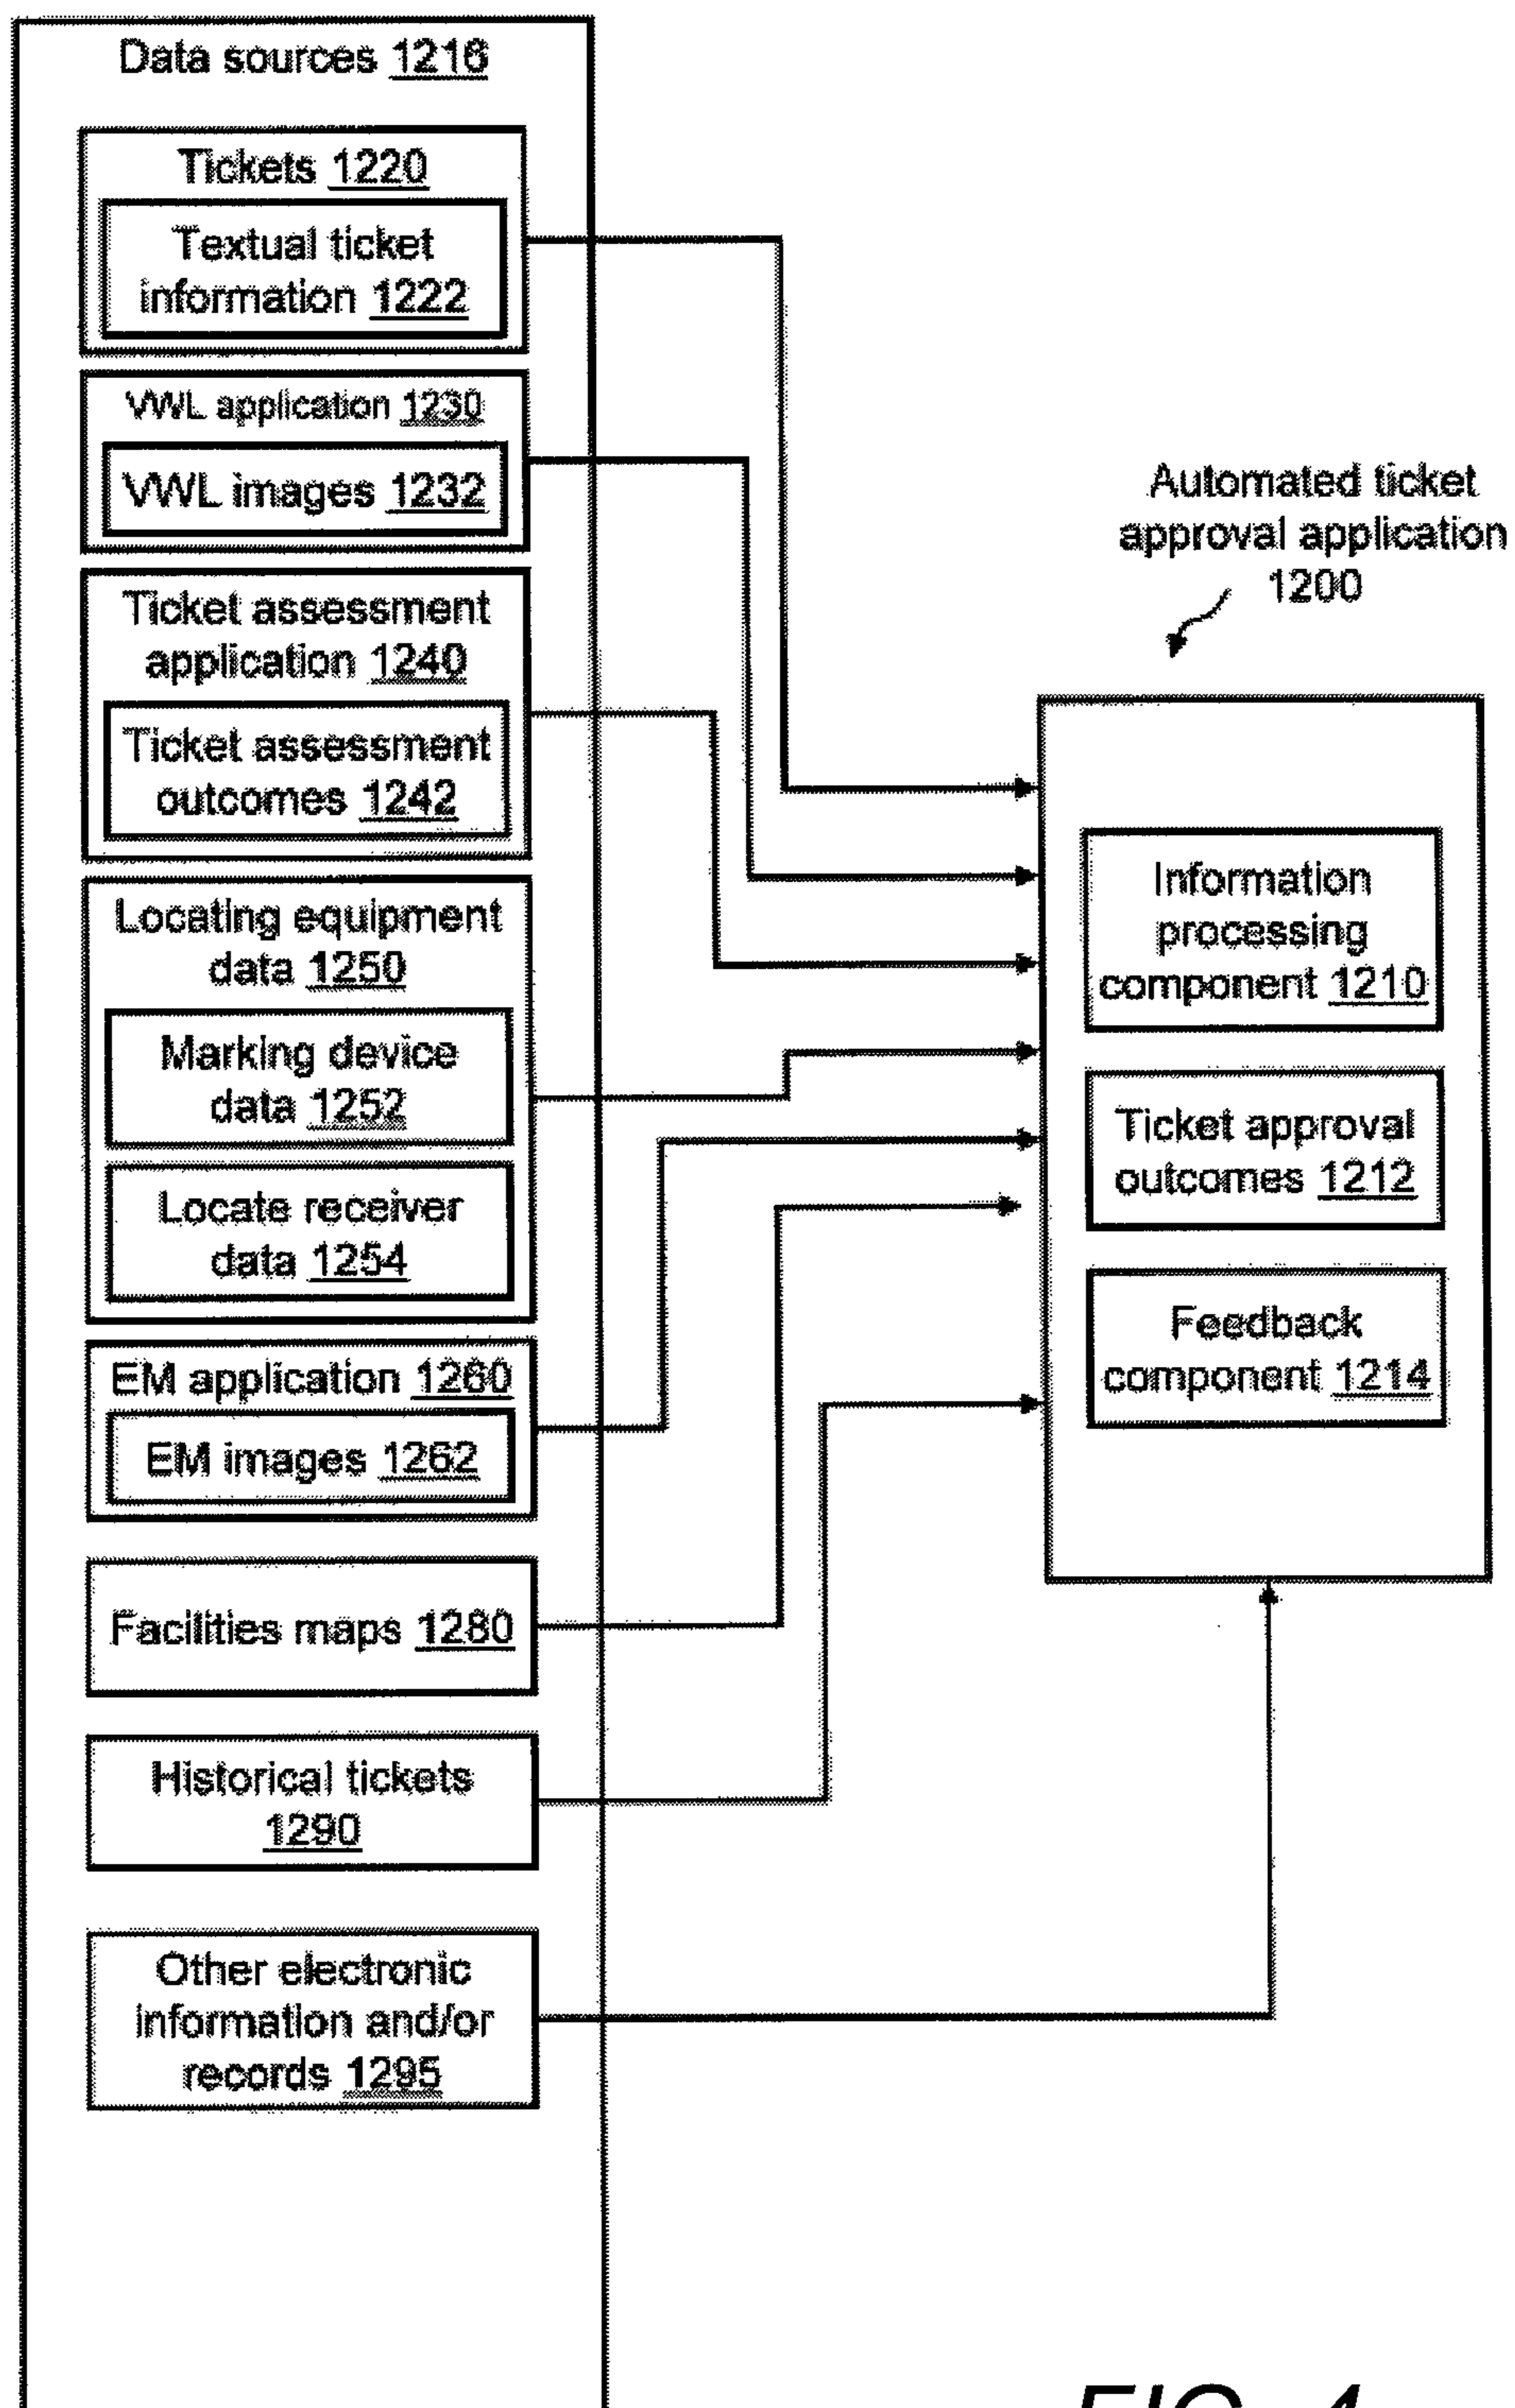 Data sources 1216
Tickets 1220
Textual ticket
information 1222
VWL application 1230
VWL images 1232
Ticket assessment
application 1240
Ticket assessment
outcomes 1242
Locating equipment
data 1250
Marking device
data 1252
Locate receiver
data 1254
EM application 1260
EM images 1262
Facilities maps 1280
Historical tickets
1290
Other electronic
information and/or
records 1295
Automated ticket
approval application
1200
Information
processing
component 1210
Ticket approval
outcomes 1212
Feedback
component 1214
FIG. 4